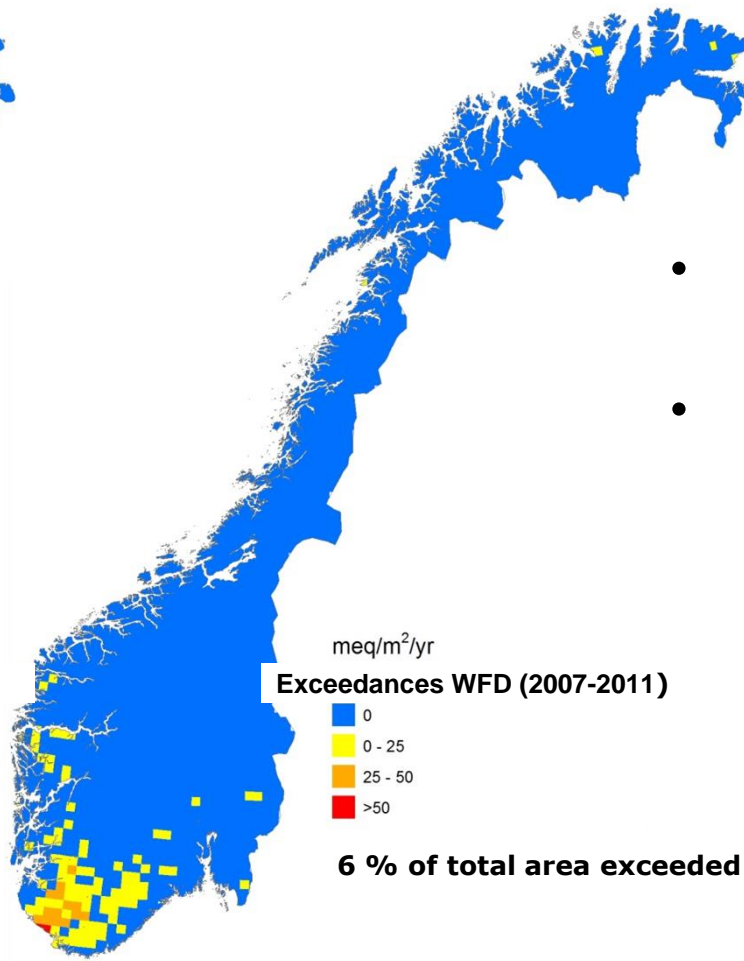 meq/m²/yr
Exceedances WFD (2007-2011)
0
0 - 25
25 - 50
>50
6 % of total area exceeded